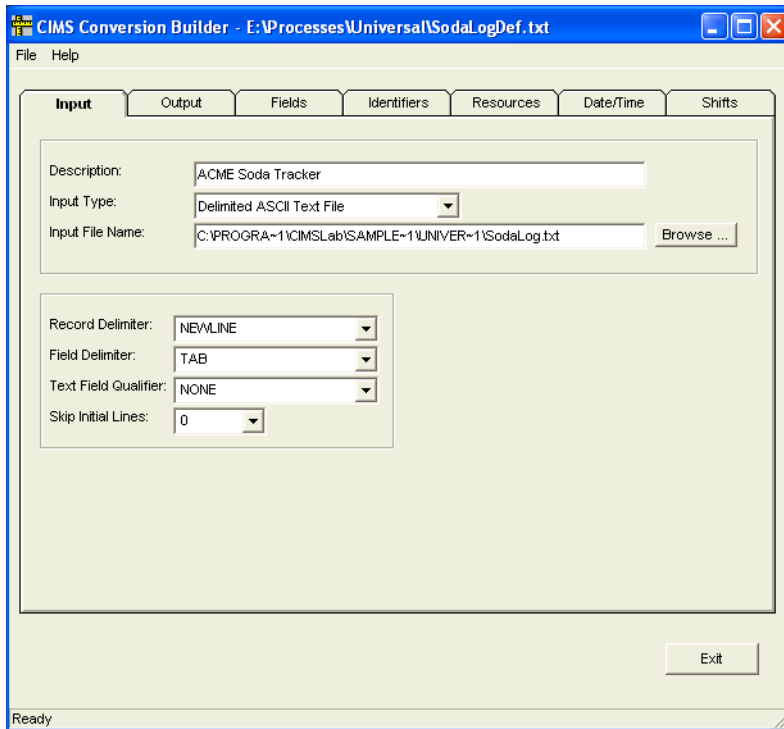 CIMS Conversion Builder - E:\Processes\Universal\SodaLogDef.txt
File Help
Input Output Fields Identifiers Resources Date/Time Shifts
Description: ACME Soda Tracker
Input Type: Delimited ASCII Text File
Input File Name: C:\PROGRA~1\CIMSLab\SAMPLE~1\UNIVER~1\SodaLog.txt Browse ...
Record Delimiter: NEWLINE
Field Delimiter: TAB
Text Field Qualifier: NONE
Skip Initial Lines: 0
Exit
Ready